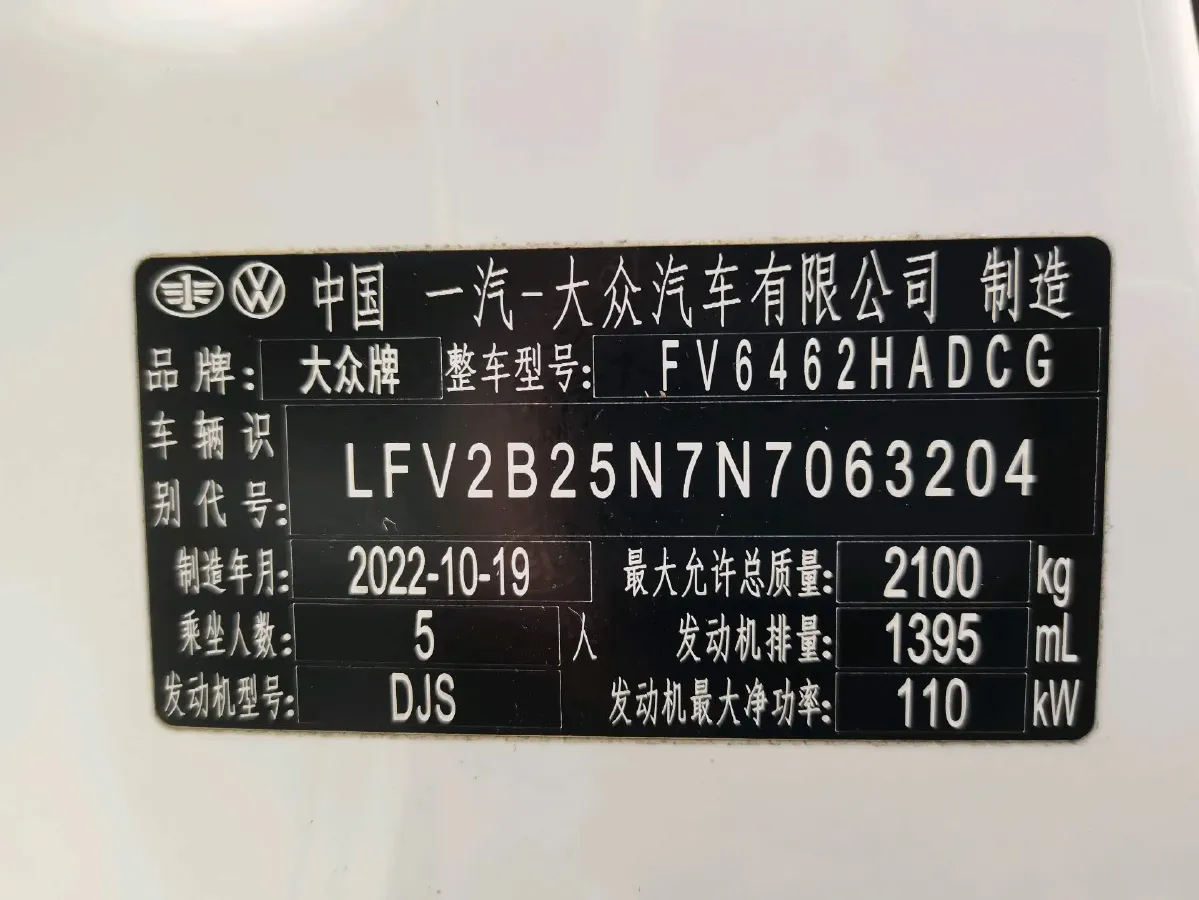 中国 一汽-大众汽车有限公司 制造
品牌: 大众牌 整车型号: FV6462HADCG
车辆识
别代号: LFV2B25N7N7063204
制造年月: 2022-10-19 最大允许总质量: 2100 kg
乘坐人数: 5 人 发动机排量: 1395 mL
发动机型号: DJS 发动机最大净功率: 110 kW